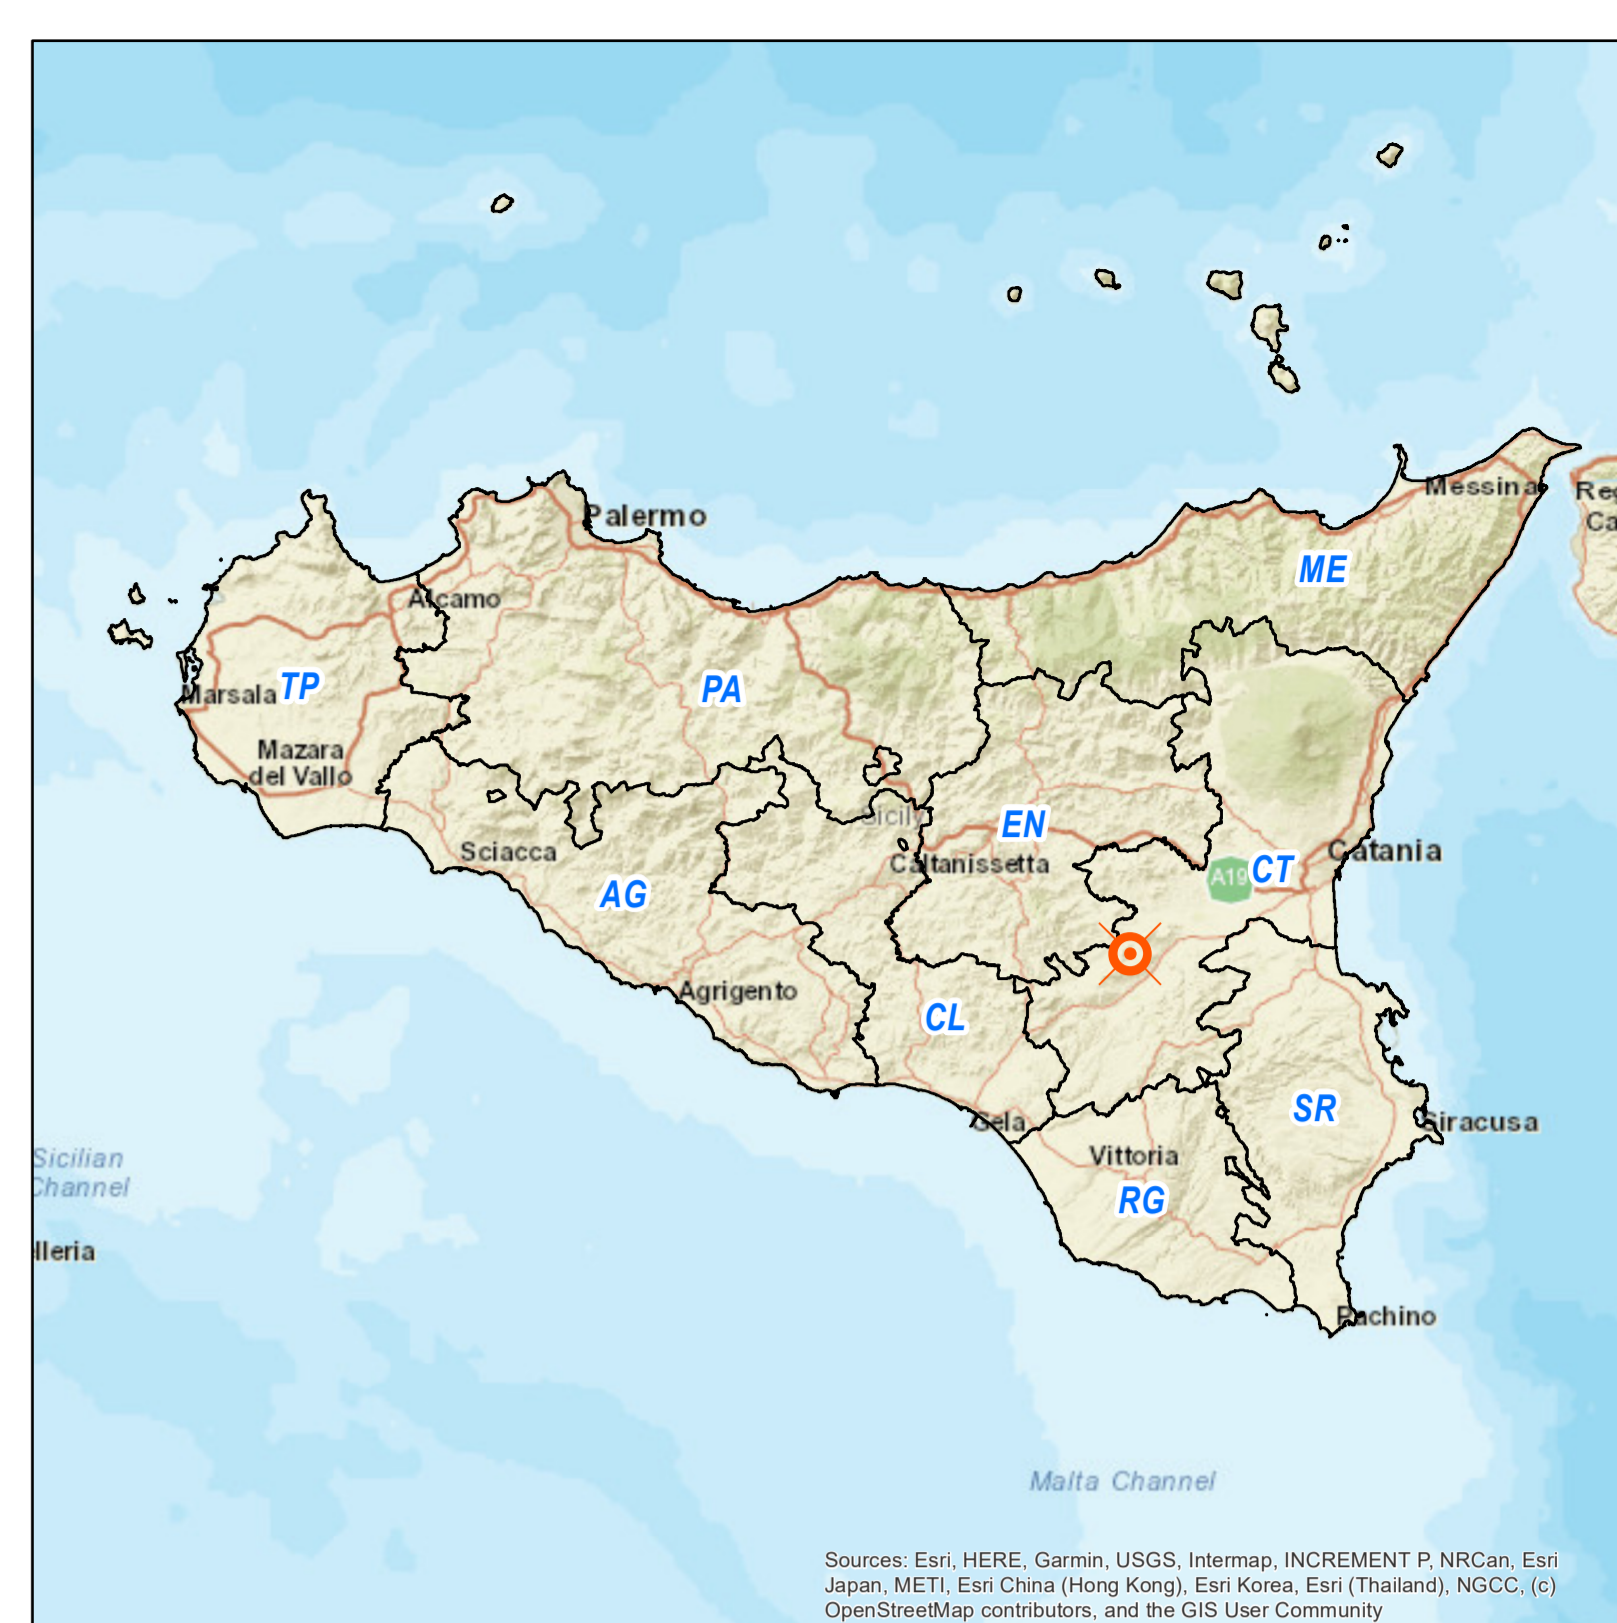 Messina
Reg
Ca
Palermo
ME
Alcamo
TP
PA
Marsala
Mazara
del Vallo
Sicily
EN
Sciacca
Caltanissetta
Catania
A19
CT
AG
Agrigento
CL
SR
Gela
Siracusa
Vittoria
Sicilian
Channel
RG
lleria
Pachino
Malta Channel
Sources: Esri, HERE, Garmin, USGS, Intermap, INCREMENT P, NRCan, Esri
Japan, METI, Esri China (Hong Kong), Esri Korea, Esri (Thailand), NGCC, (c)
OpenStreetMap contributors, and the GIS User Community